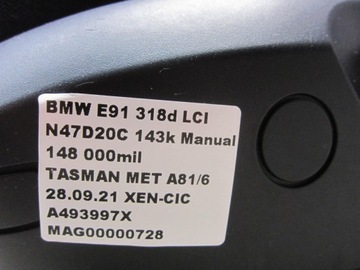 BMW E91 318d LCI
N47D20C 143k Manual
148 000mil
TASMAN MET A81/6
28.09.21 XEN-CIC
A493997X
MAG00000728